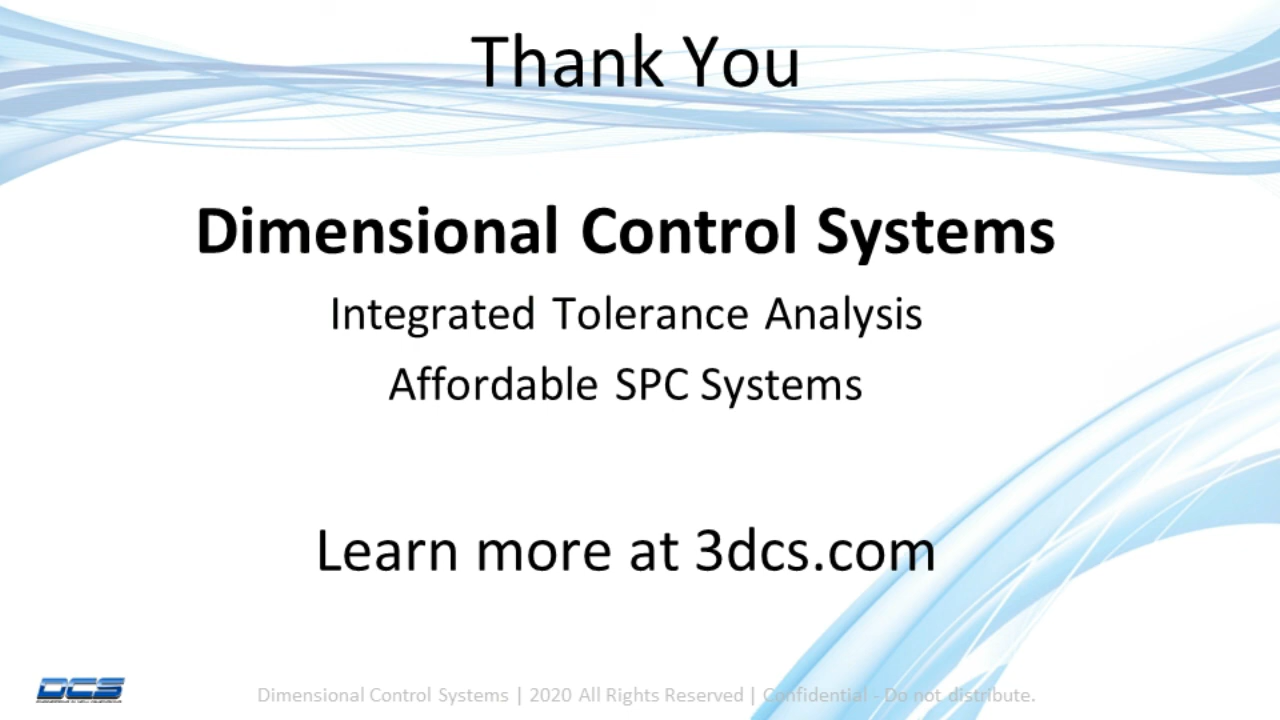 Thank You
Dimensional Control Systems
Integrated Tolerance Analysis
Affordable SPC Systems
Learn more at 3dcs.com
DCS
Dimensional Control Systems | 2020 All Rights Reserved | Confidential - Do not distribute.